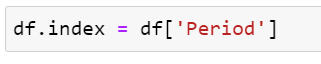 df.index = df['Period']